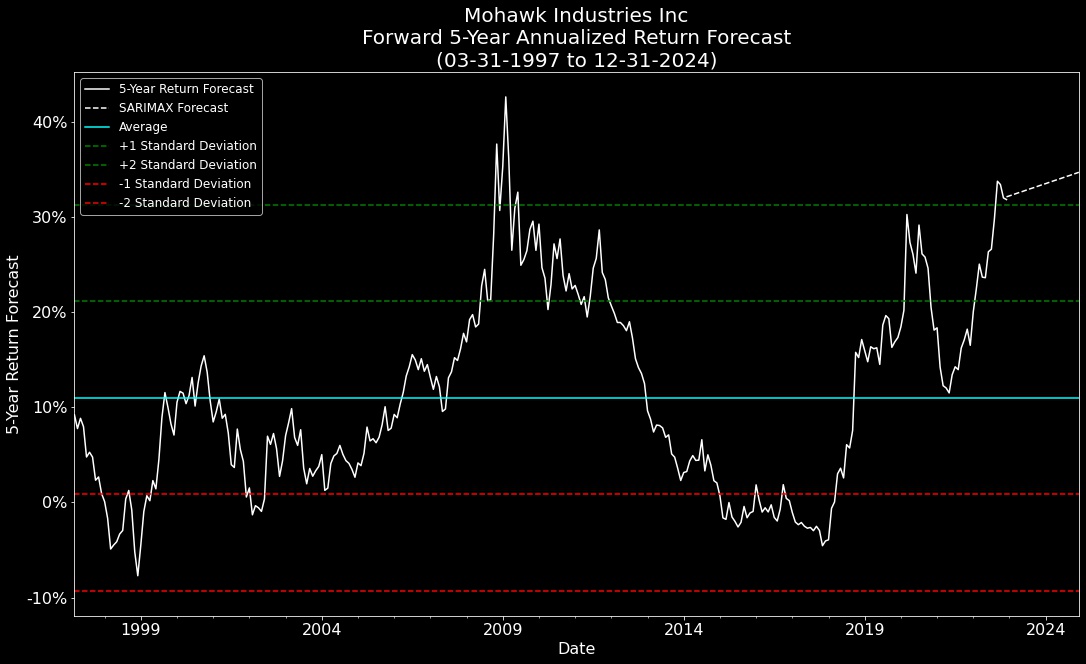 Mohawk Industries Inc
Forward 5-Year Annualized Return Forecast
(03-31-1997 to 12-31-2024)
5-Year Return Forecast
SARIMAX Forecast
Average
+1 Standard Deviation
+2 Standard Deviation
-1 Standard Deviation
-2 Standard Deviation
5-Year Return Forecast
40%
30%
20%
10%
0%
-10%
1999
2004
2009
2014
2019
2024
Date